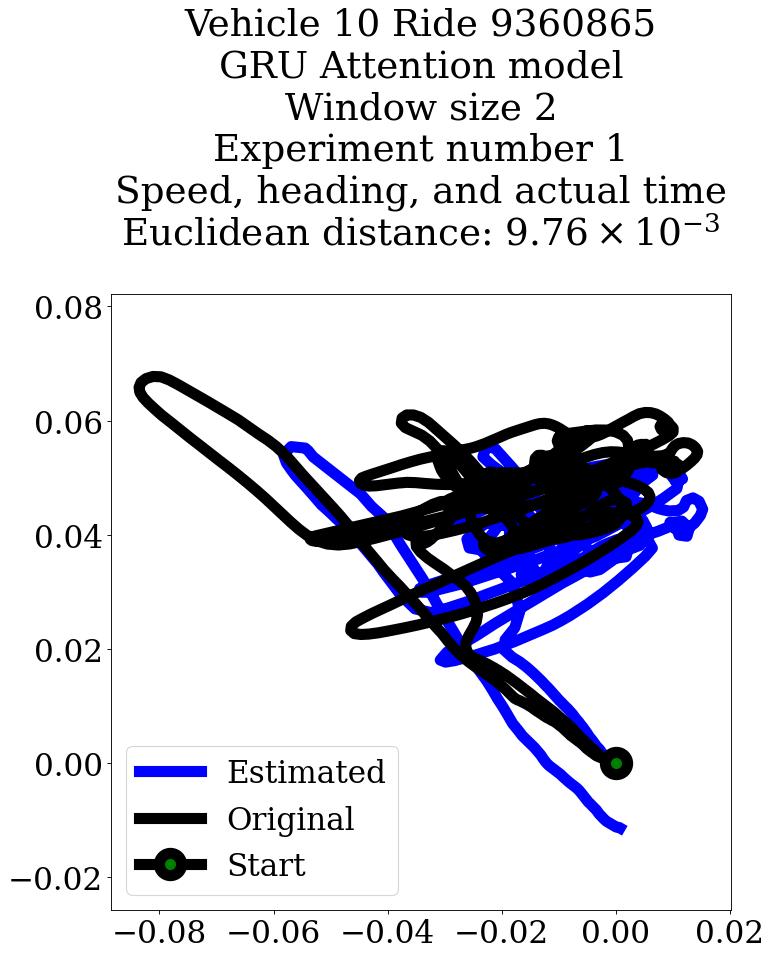 Vehicle 10 Ride 9360865
GRU Attention model
Window size 2
Experiment number 1
Speed, heading, and actual time
Euclidean distance: 9.76 × 10⁻³
0.08
0.06
0.04
0.02
0.00
−0.02
Estimated
Original
Start
−0.08 −0.06 −0.04 −0.02 0.00 0.02